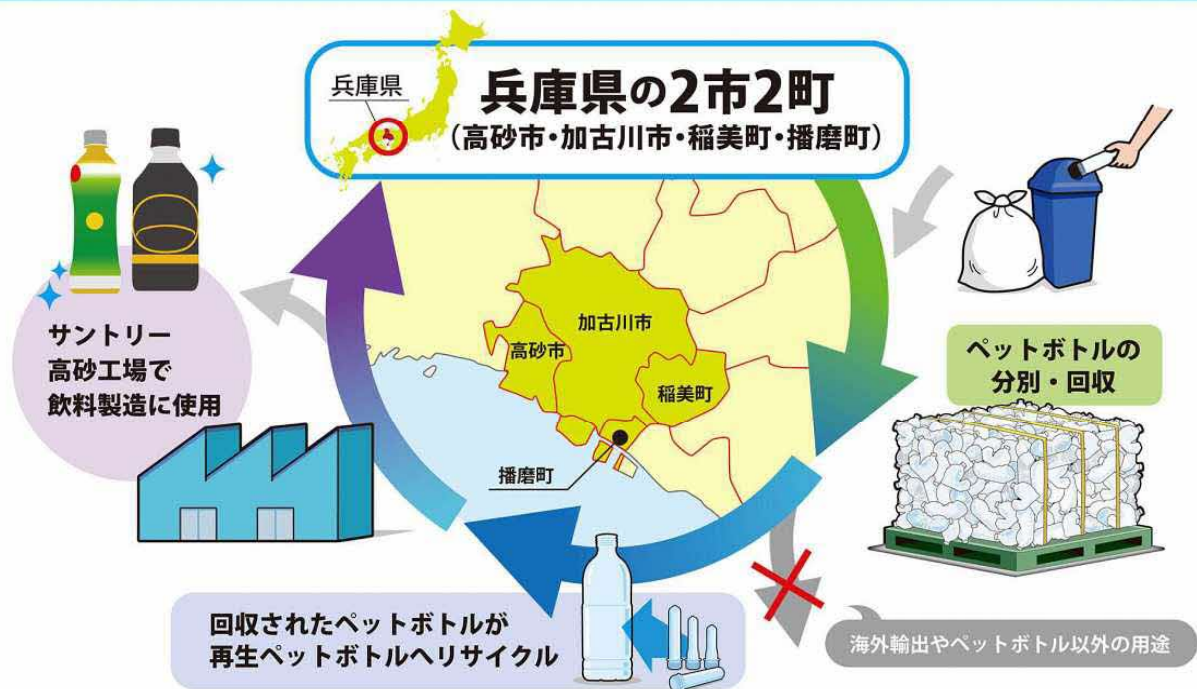 兵庫県
兵庫県の2市2町
(高砂市・加古川市・稲美町・播磨町)
サントリー
高砂工場で
飲料製造に使用
加古川市
高砂市
稲美町
播磨町
ペットボトルの
分別・回収
回収されたペットボトルが
再生ペットボトルへリサイクル
海外輸出やペットボトル以外の用途